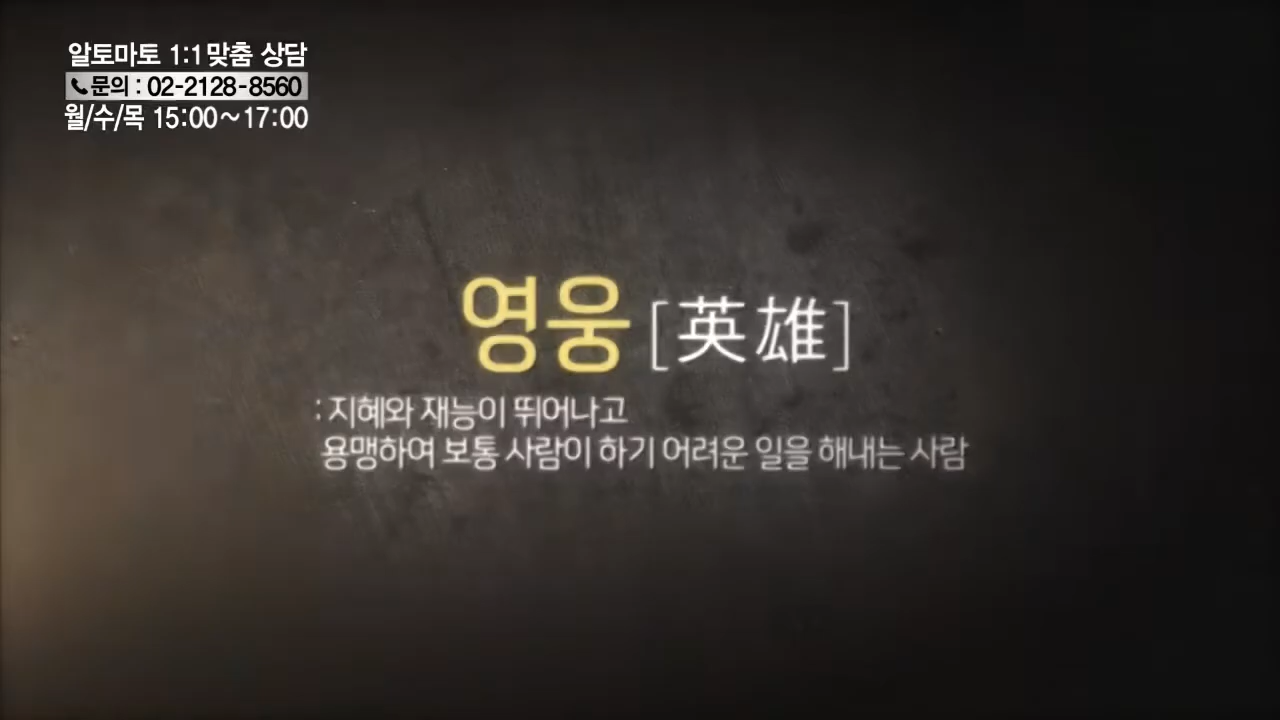 알토마토 1:1 맞춤 상담
문의 : 02-2128-8560
월/수/목 15:00~17:00
영웅 [英雄]
: 지혜와 재능이 뛰어나고
용맹하여 보통 사람이 하기 어려운 일을 해내는 사람